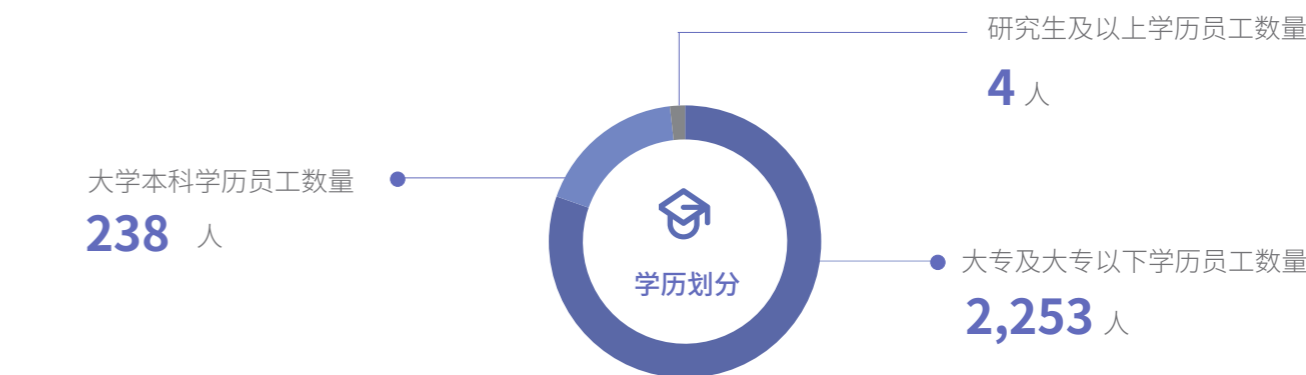 研究生及以上学历员工数量
4 人
大学本科学历员工数量
238 人
学历划分
大专及大专以下学历员工数量
2,253 人